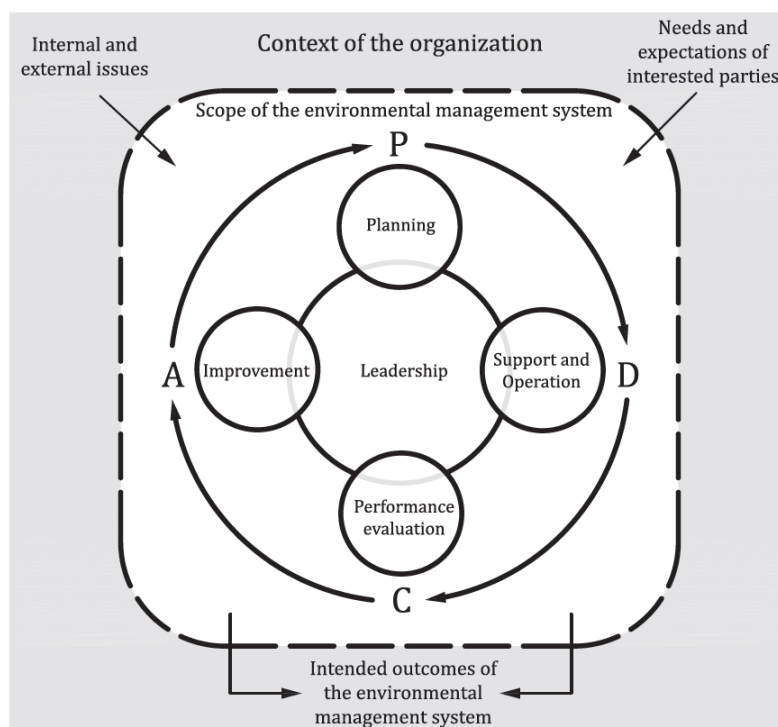 Internal and
external issues
Context of the organization
Needs and
expectations of
interested parties
Scope of the environmental management system
P
Planning
A
Improvement
Leadership
Support and
Operation
D
Performance
evaluation
C
Intended outcomes of
the environmental
management system